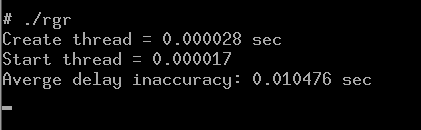 # ./rgr
Create thread = 0.000028 sec
Start thread = 0.000017
Averge delay inaccuracy: 0.010476 sec